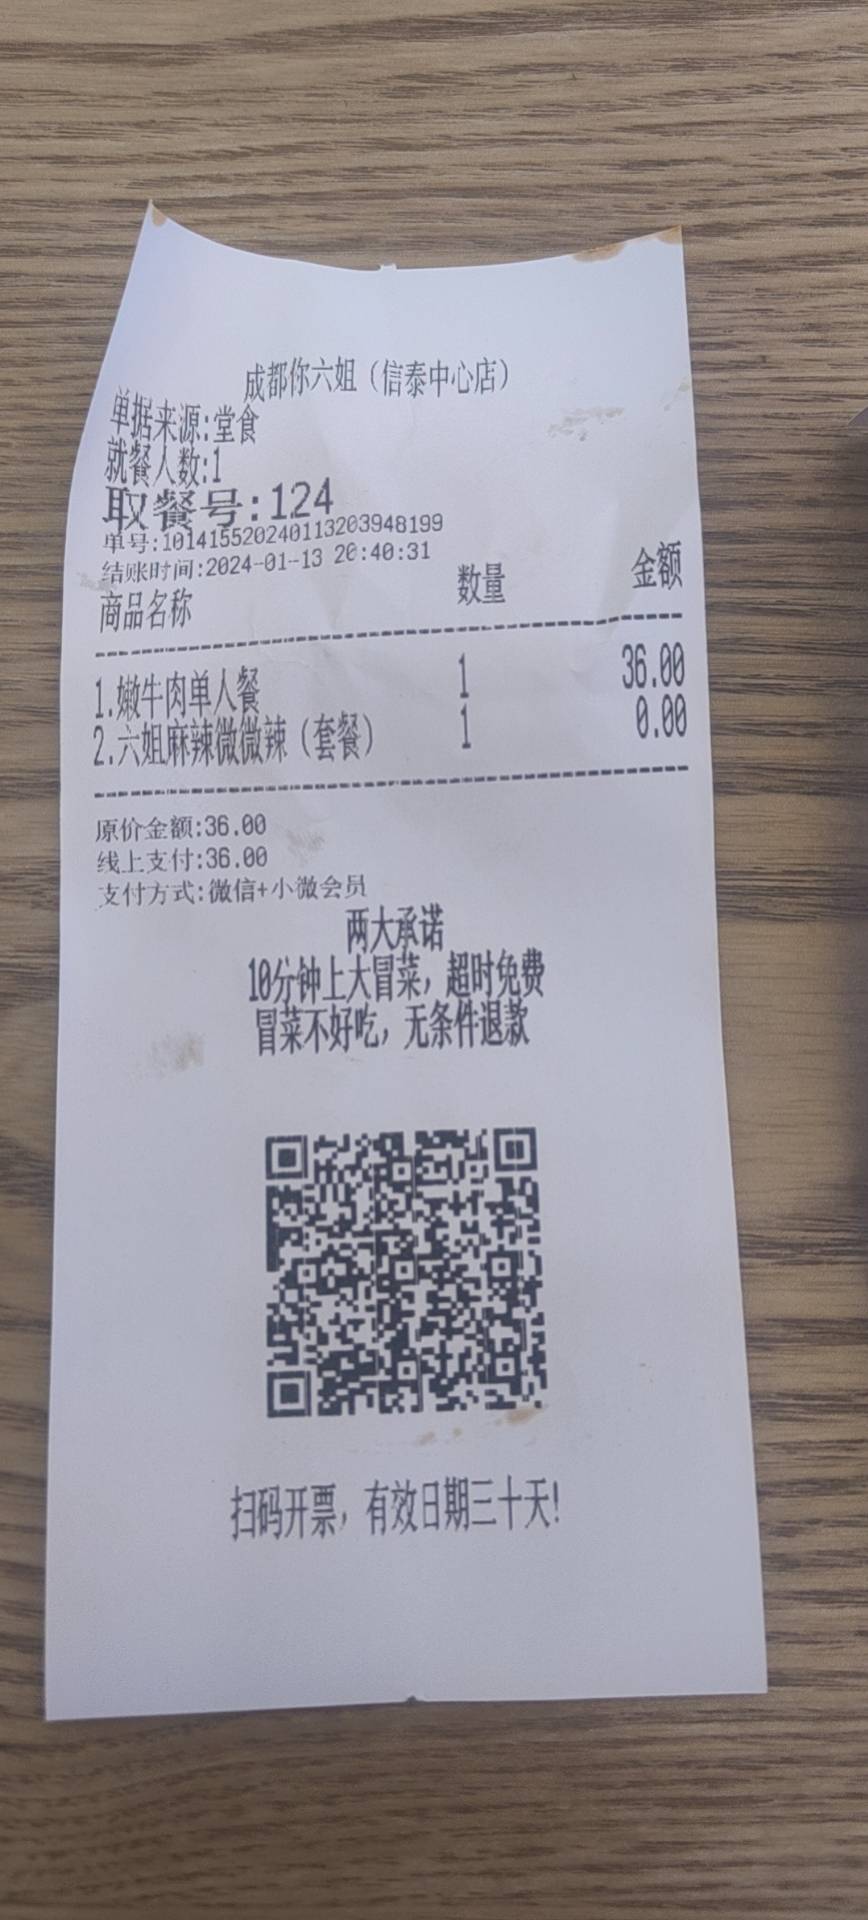 成都你六姐（信泰中心店）
单据来源:堂食
就餐人数:1
取餐号:124
单号:101415520240113203948199
结账时间:2024-01-13 20:40:31
商品名称 数量 金额
1.嫩牛肉单人餐 1 36.00
2.六姐麻辣微微辣（套餐） 1 0.00
原价金额:36.00
线上支付:36.00
支付方式:微信+小微会员
两大承诺
10分钟上大冒菜，超时免费
冒菜不好吃，无条件退款
扫码开票，有效日期三十天!